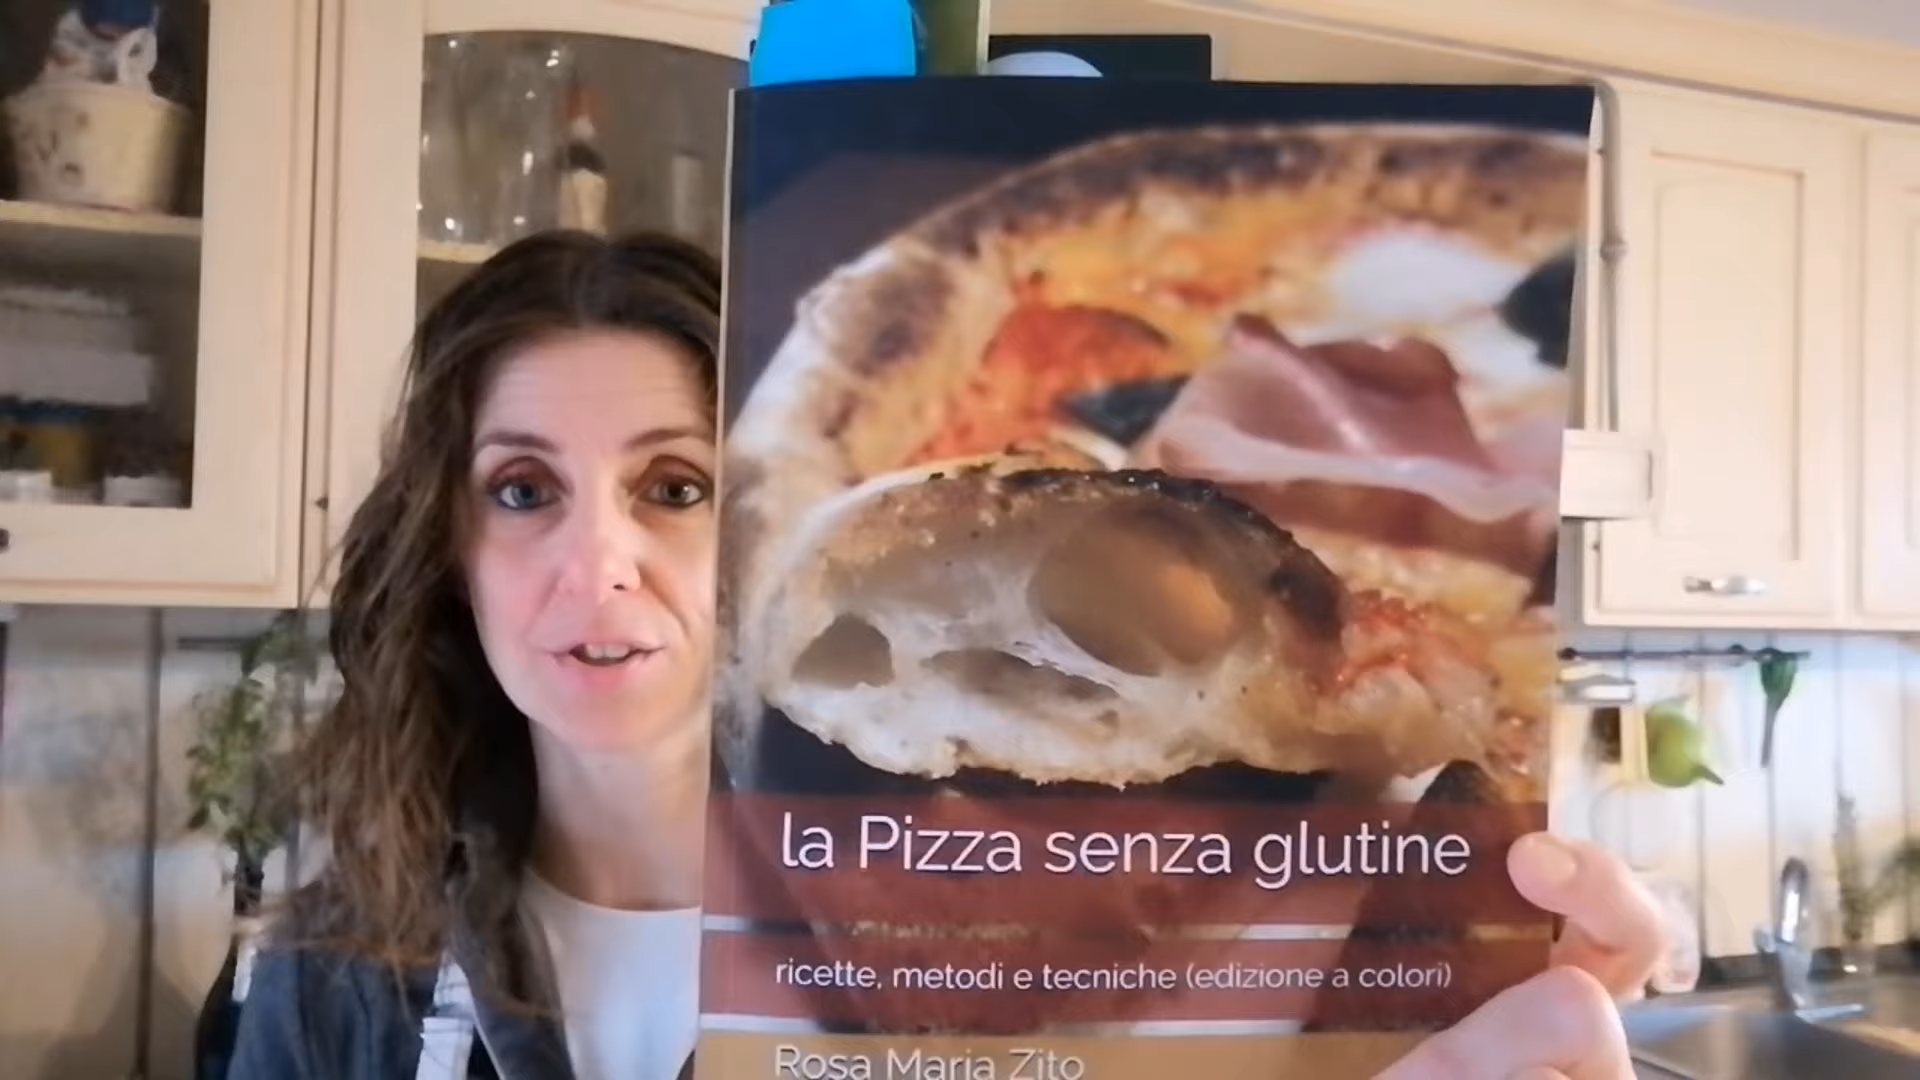 la Pizza senza glutine
ricette, metodi e tecniche (edizione a colori)
Rosa Maria Zito